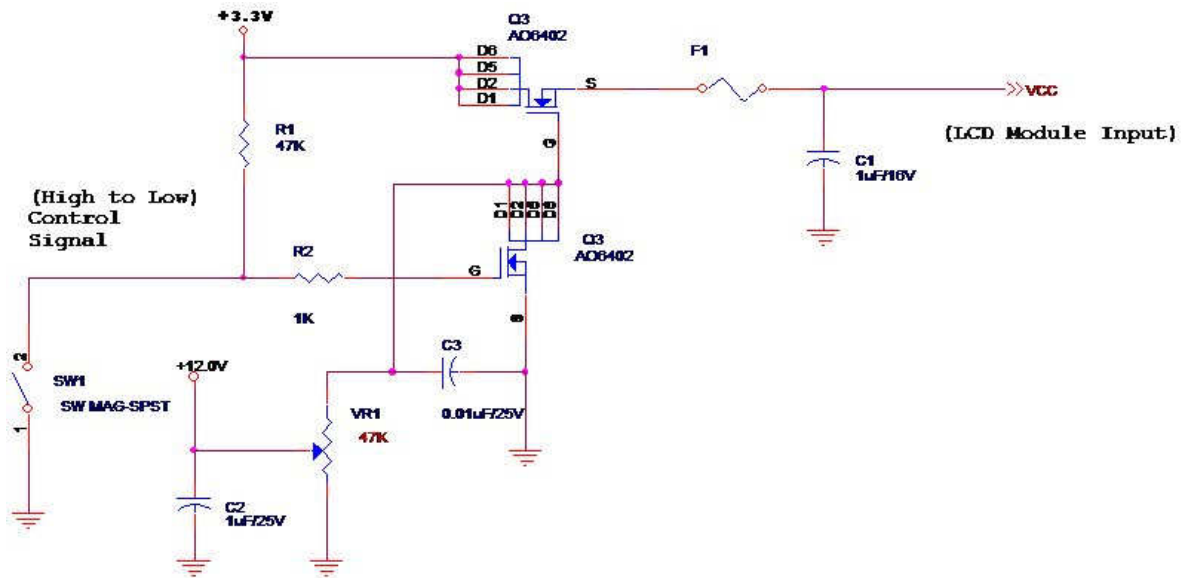 +3.3V
Q3
AO6402
D6
D5
D2
D1
S
F1
VCC
(LCD Module Input)
R1
47K
G
C1
1uF/16V
(High to Low)
Control
Signal
D1
D2
Q3
AO6402
R2
G
1K
+12.0V
C3
2
SW1
SW MAG-SPST
1
VR1
47K
0.01uF/25V
C2
1uF/25V